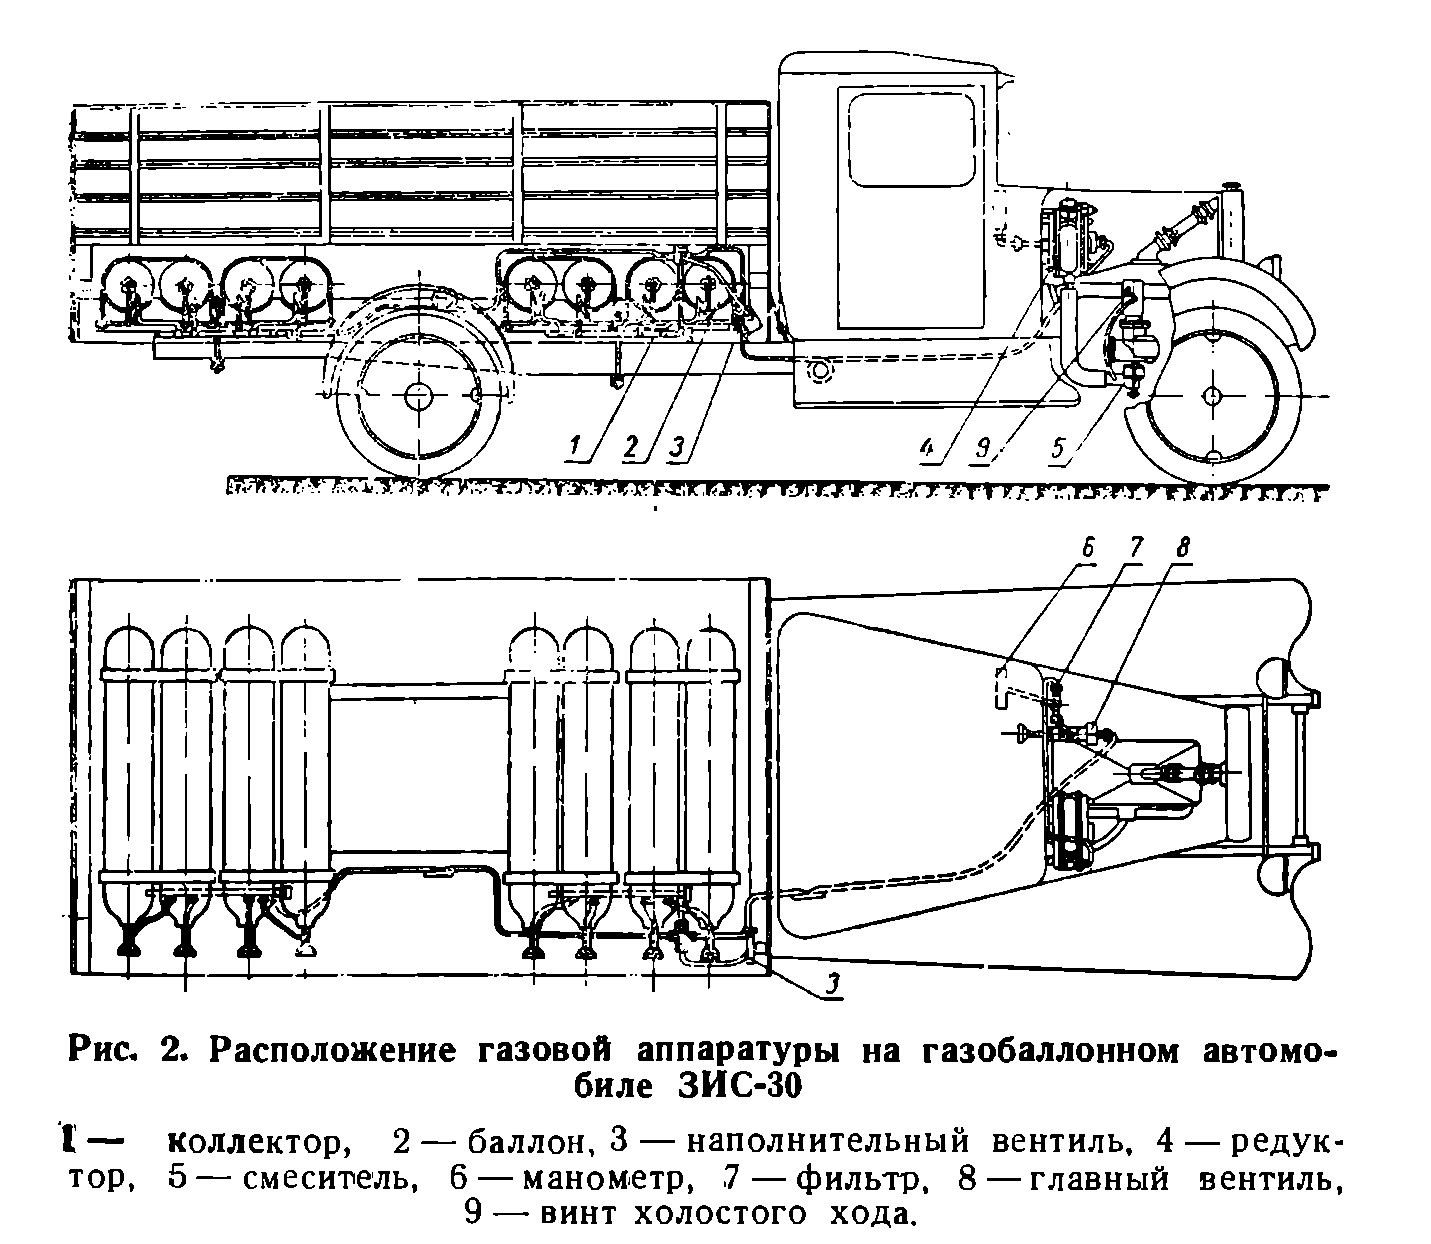 1 2 3 4 9 5
6 7 8
3
Рис. 2. Расположение газовой аппаратуры на газобаллонном автомо-
биле ЗИС-30
1 — коллектор, 2 — баллон, 3 — наполнительный вентиль, 4 — редук-
тор, 5 — смеситель, 6 — манометр, 7 — фильтр, 8 — главный вентиль,
9 — винт холостого хода.